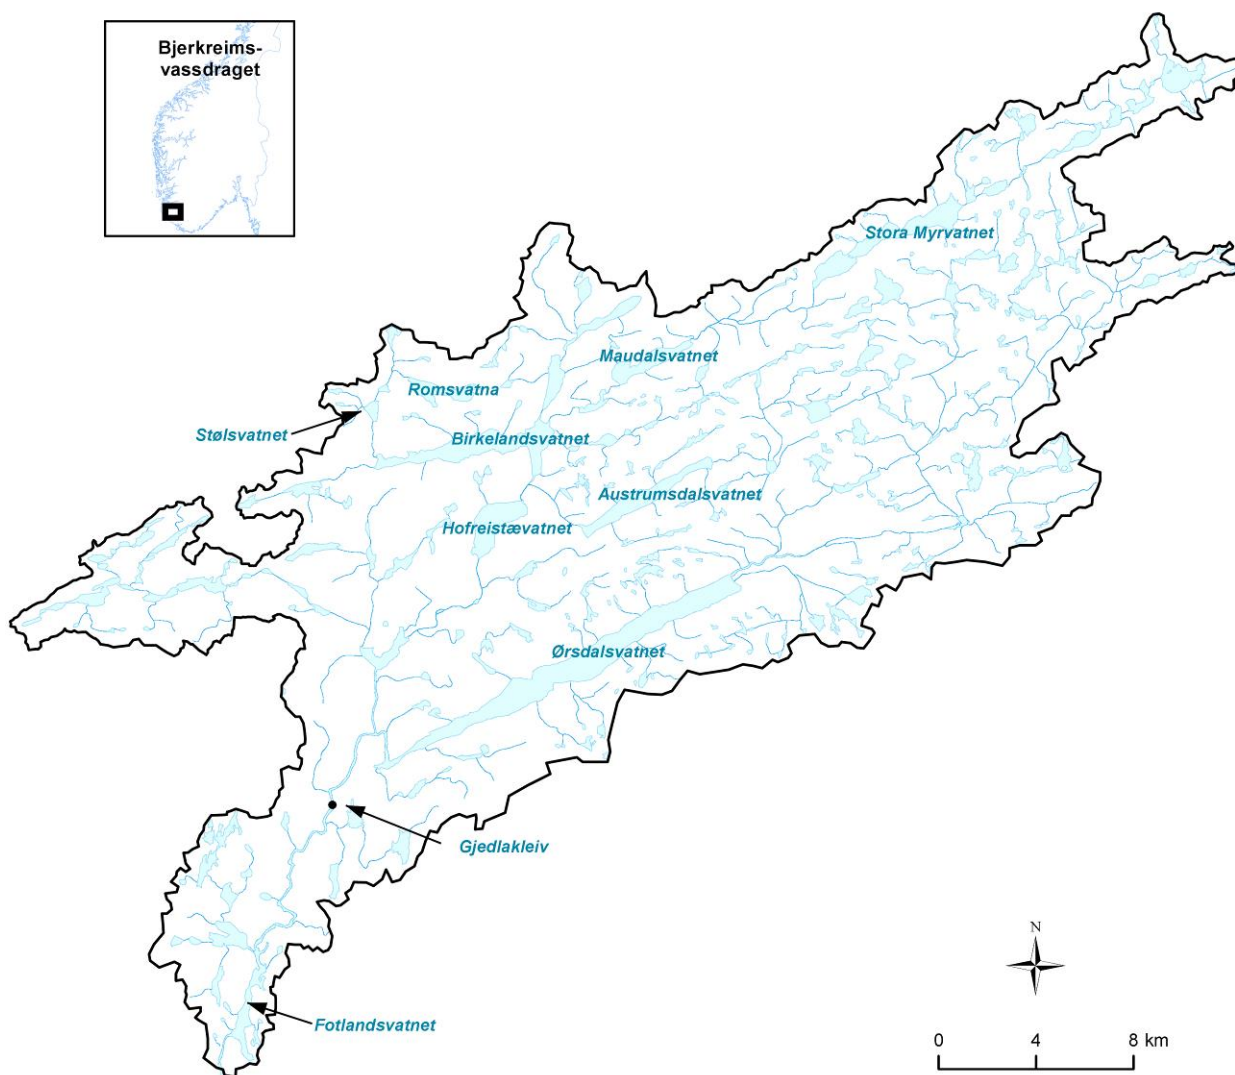 Bjerkreims-
vassdraget
Stora Myrvatnet
Maudalsvatnet
Romsvatna
Stølsvatnet
Birkelandsvatnet
Austrumsdalsvatnet
Hofreistævatnet
Ørsdalsvatnet
Gjedlakleiv
Fotlandsvatnet
N
0 4 8 km